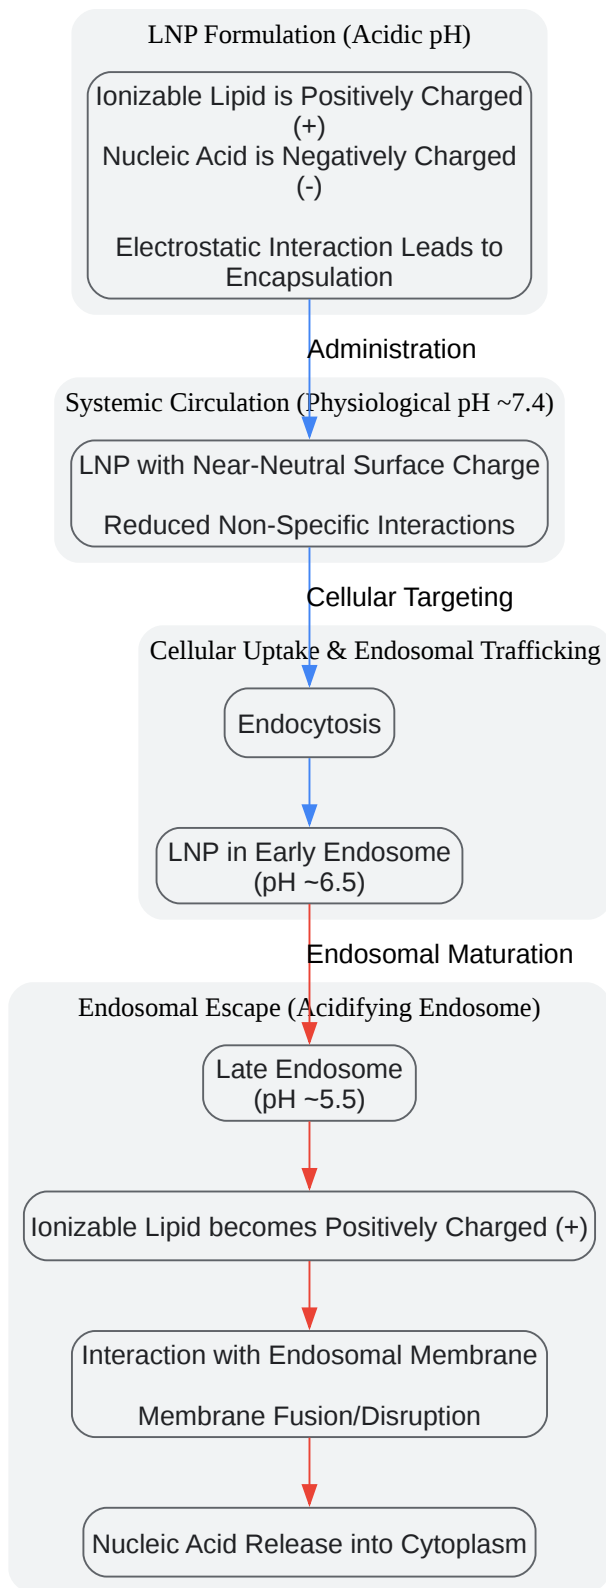 LNP Formulation (Acidic pH)
Ionizable Lipid is Positively Charged
(+)
Nucleic Acid is Negatively Charged
(-)
Electrostatic Interaction Leads to
Encapsulation
Administration
Systemic Circulation (Physiological pH ~7.4)
LNP with Near-Neutral Surface Charge
Reduced Non-Specific Interactions
Cellular Targeting
Cellular Uptake & Endosomal Trafficking
Endocytosis
LNP in Early Endosome
(pH ~6.5)
Endosomal Maturation
Endosomal Escape (Acidifying Endosome)
Late Endosome
(pH ~5.5)
Ionizable Lipid becomes Positively Charged (+)
Interaction with Endosomal Membrane
Membrane Fusion/Disruption
Nucleic Acid Release into Cytoplasm